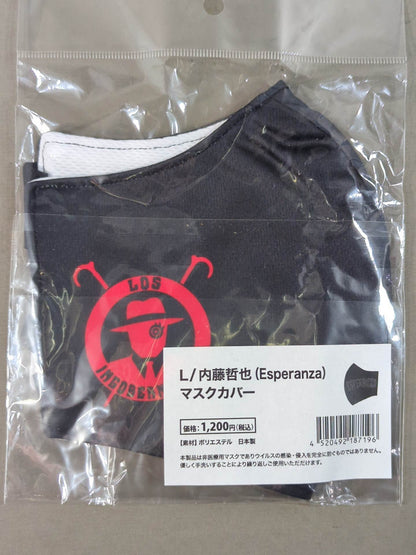 LOS
L/内藤哲也(Esperanza)
マスクカバー
価格:1,200円(税込)
【素材】ポリエステル 日本製
4 520492 187196
本製品は非医療用マスクでありウイルスの感染・侵入を完全に防ぐものではありません。
優しく手洗いすることにより繰り返しご使用いただだけます。